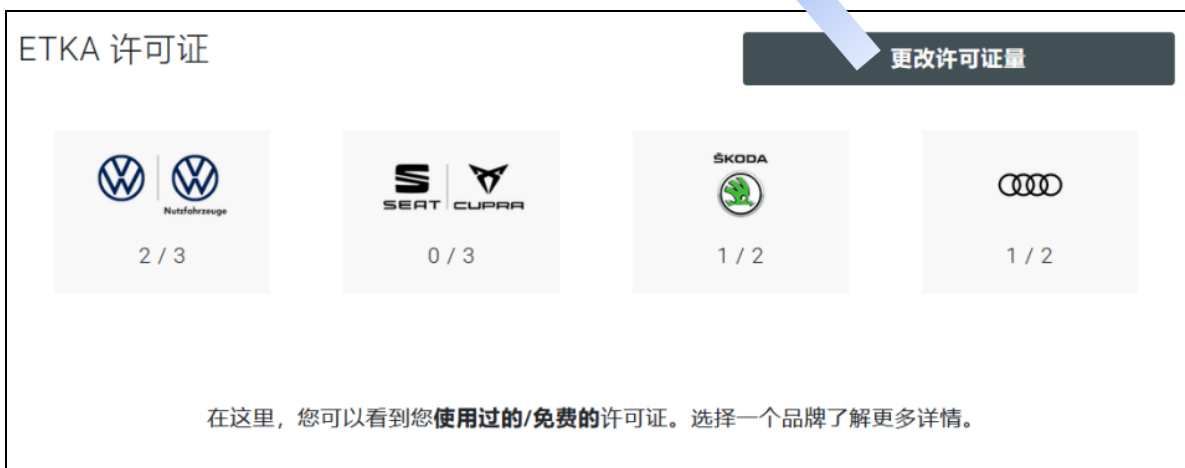 ETKA 许可证
更改许可证量
Nutzfahrzeuge
SEAT CUPRA
ŠKODA
2 / 3
0 / 3
1 / 2
1 / 2
在这里，您可以看到您使用过的/免费的许可证。选择一个品牌了解更多详情。